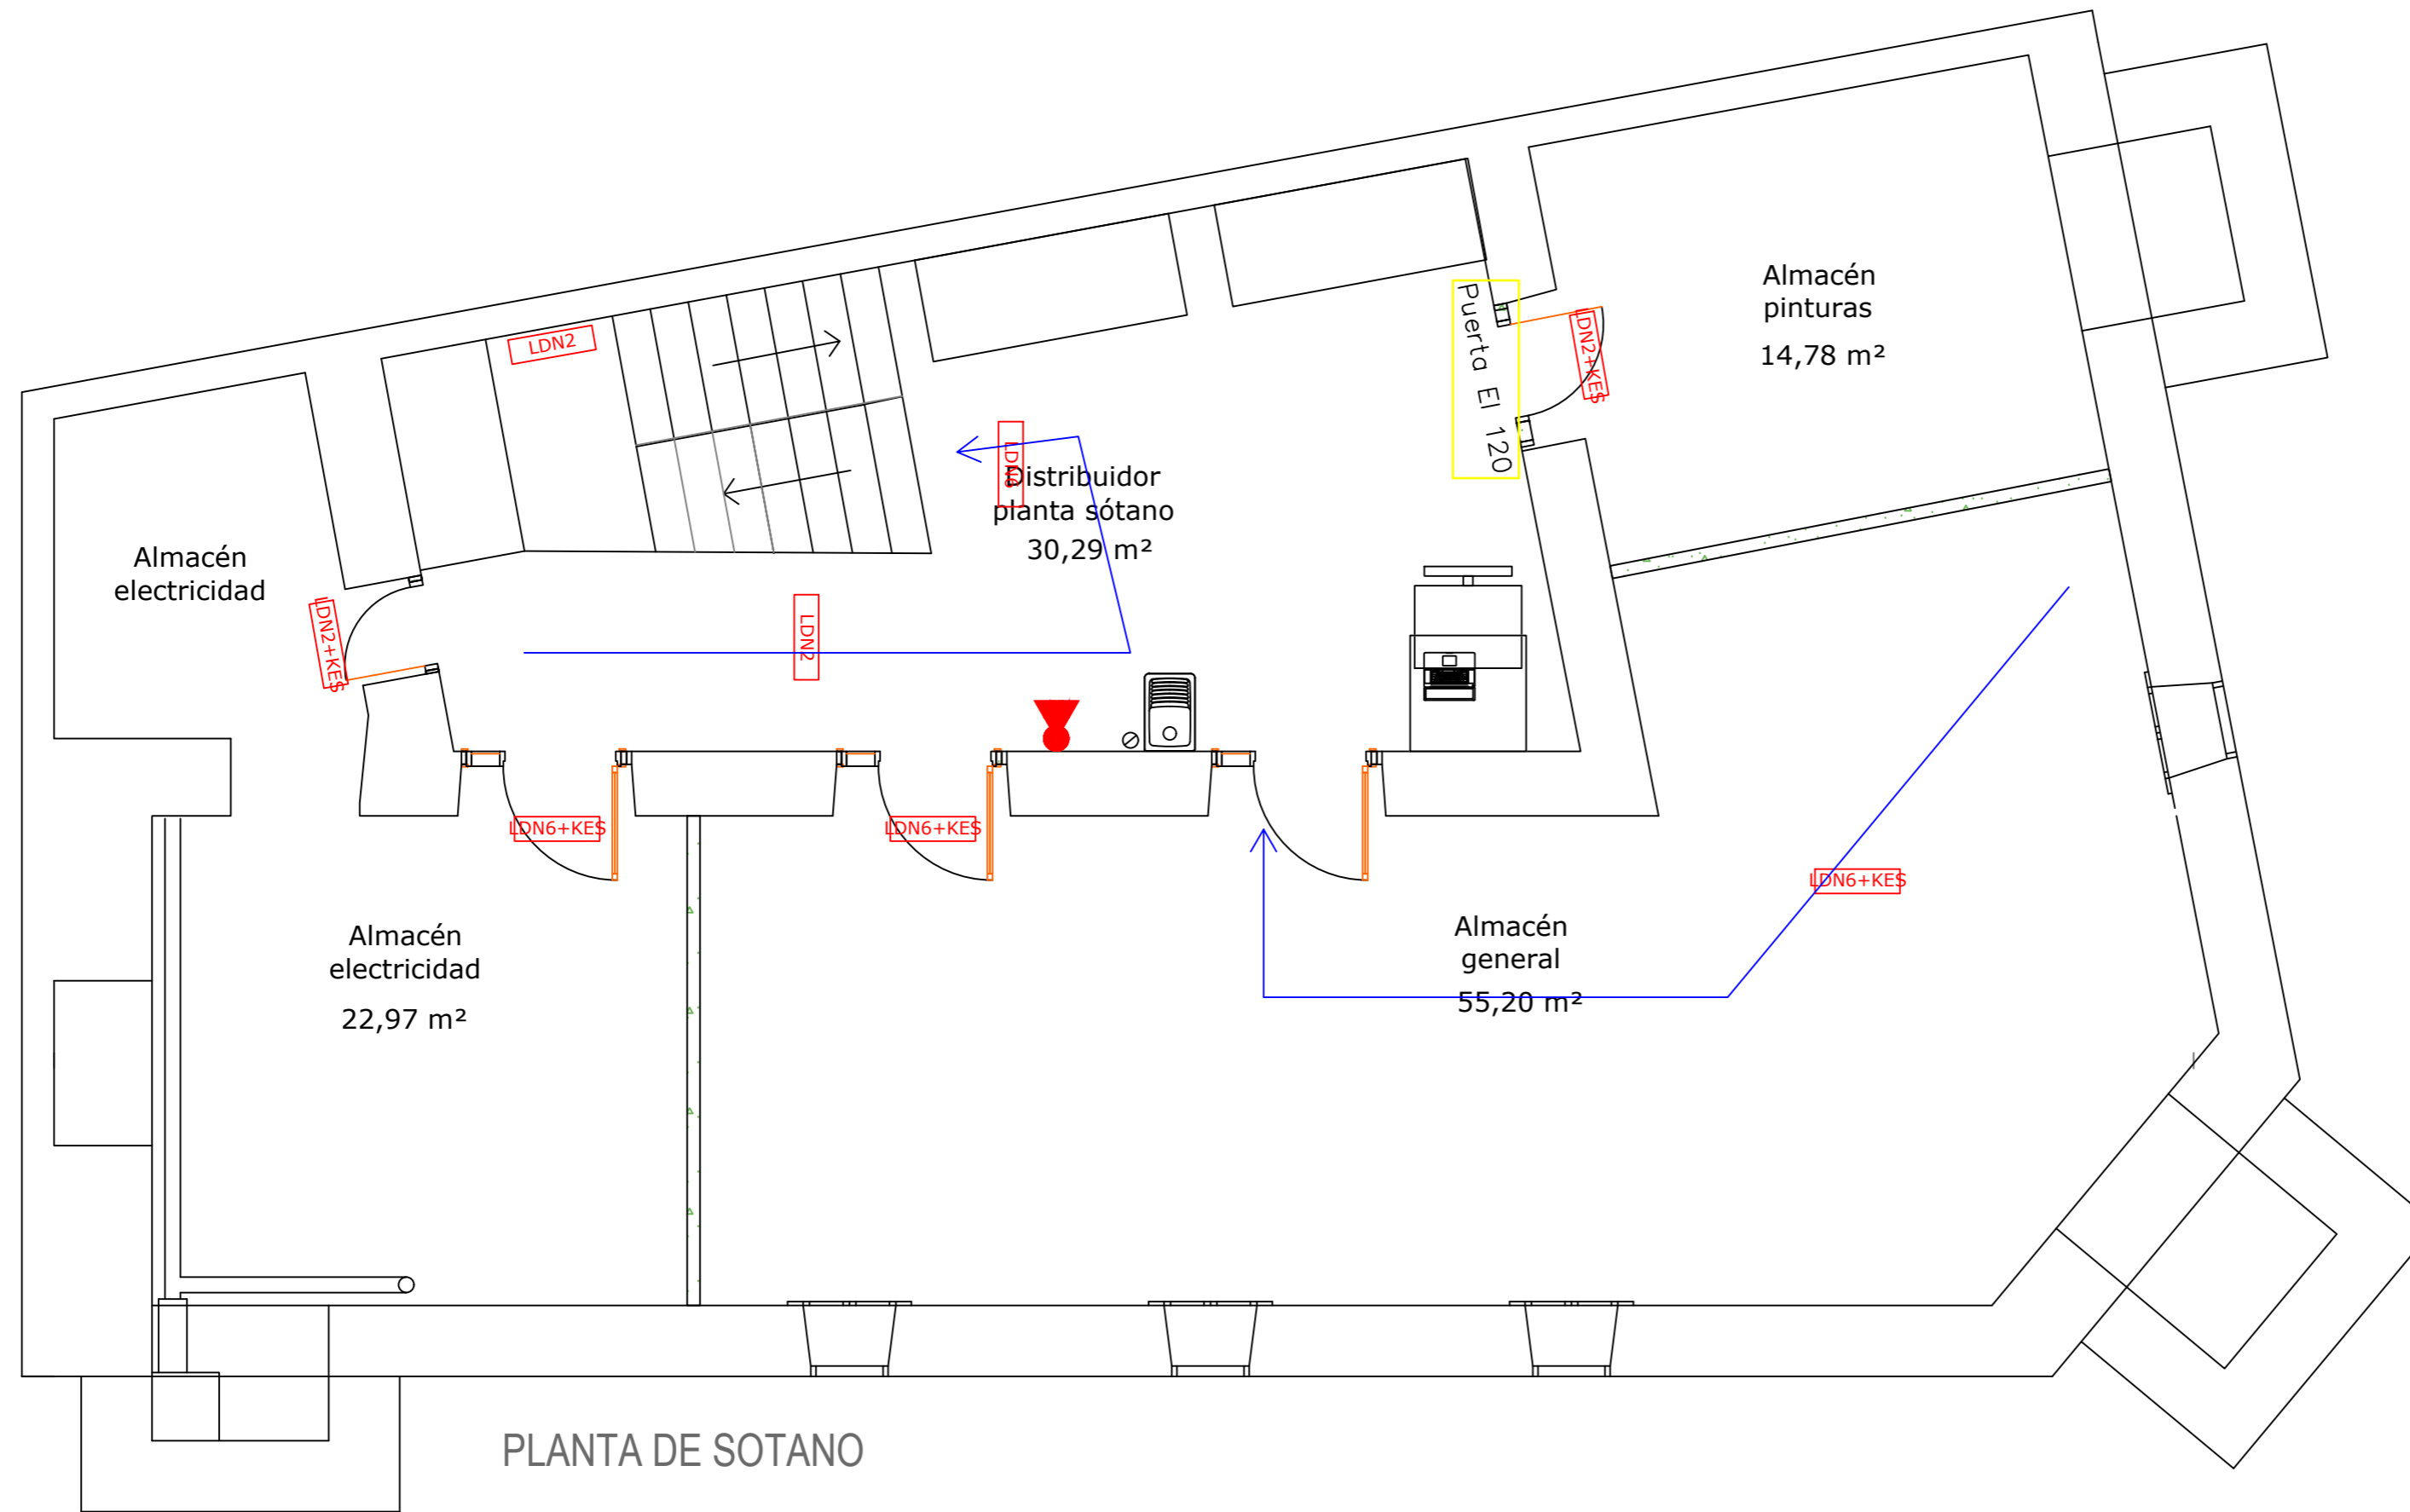 LDN2
Almacén
pinturas
14,78 m²
LDN2+KES
Puerta EI 120
LDN6
Distribuidor
planta sótano
30,29 m²
Almacén
electricidad
LDN2+KES
LDN2
LDN6+KES
LDN6+KES
LDN6+KES
Almacén
electricidad
22,97 m²
Almacén
general
55,20 m²
PLANTA DE SOTANO